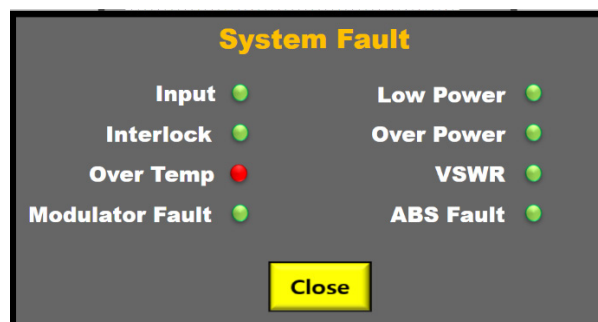 System Fault
Input
Low Power
Interlock
Over Power
Over Temp
VSWR
Modulator Fault
ABS Fault
Close